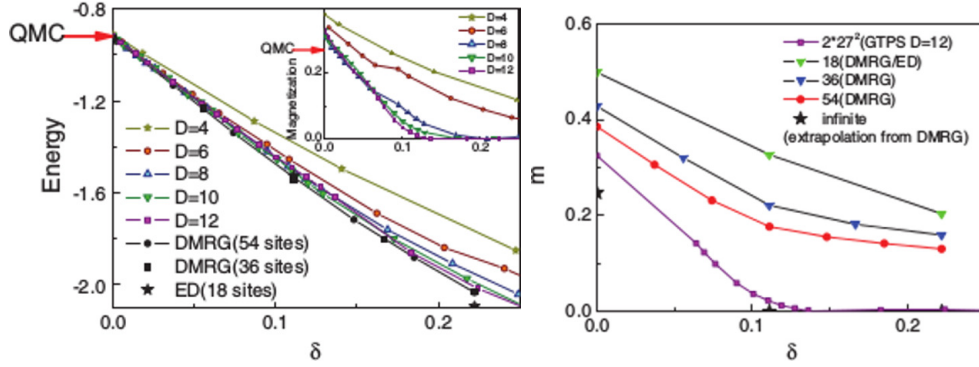 QMC
-0.9
-1.2
-1.6
-2.0
Energy
D=4
D=6
D=8
D=10
D=12
DMRG(54 sites)
DMRG(36 sites)
ED(18 sites)
0.0
0.1
0.2
δ
QMC
Magnetization
0.2
0.0
0.0
0.1
0.2
D=4
D=6
D=8
D=10
D=12
0.6
0.4
0.2
0.0
m
2*27²(GTPS D=12)
18(DMRG/ED)
36(DMRG)
54(DMRG)
infinite
(extrapolation from DMRG)
0.0
0.2
δ